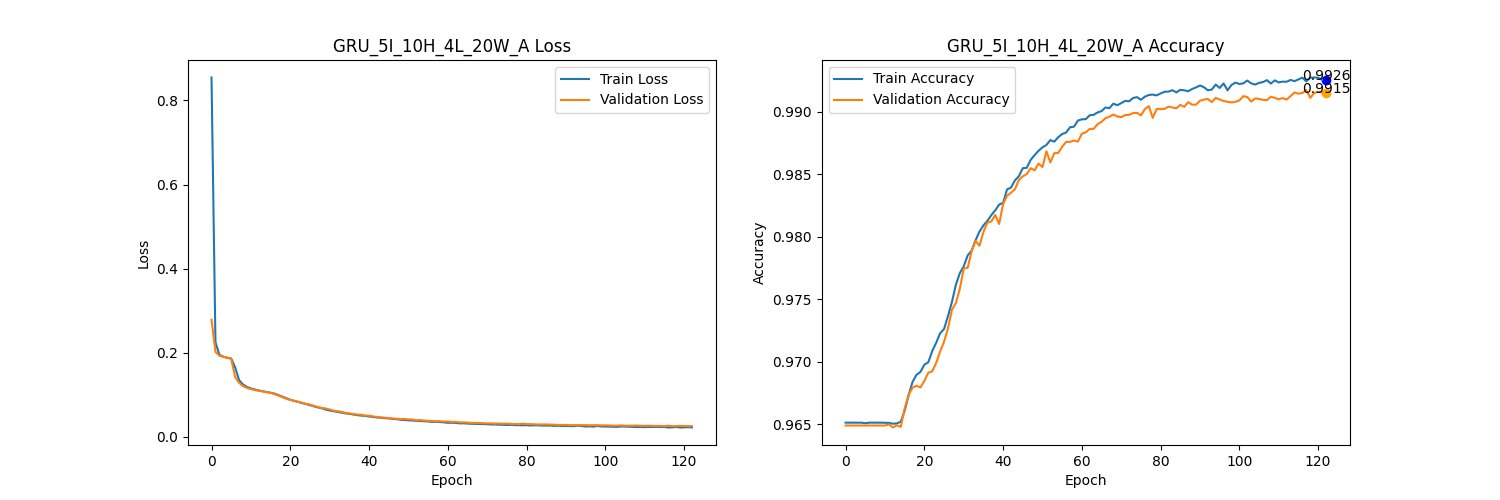 GRU_5I_10H_4L_20W_A Loss
Train Loss
Validation Loss
Loss
0.8
0.6
0.4
0.2
0.0
0 20 40 60 80 100 120
Epoch
GRU_5I_10H_4L_20W_A Accuracy
Train Accuracy
Validation Accuracy
0.9926
0.9915
Accuracy
0.990
0.985
0.980
0.975
0.970
0.965
0 20 40 60 80 100 120
Epoch